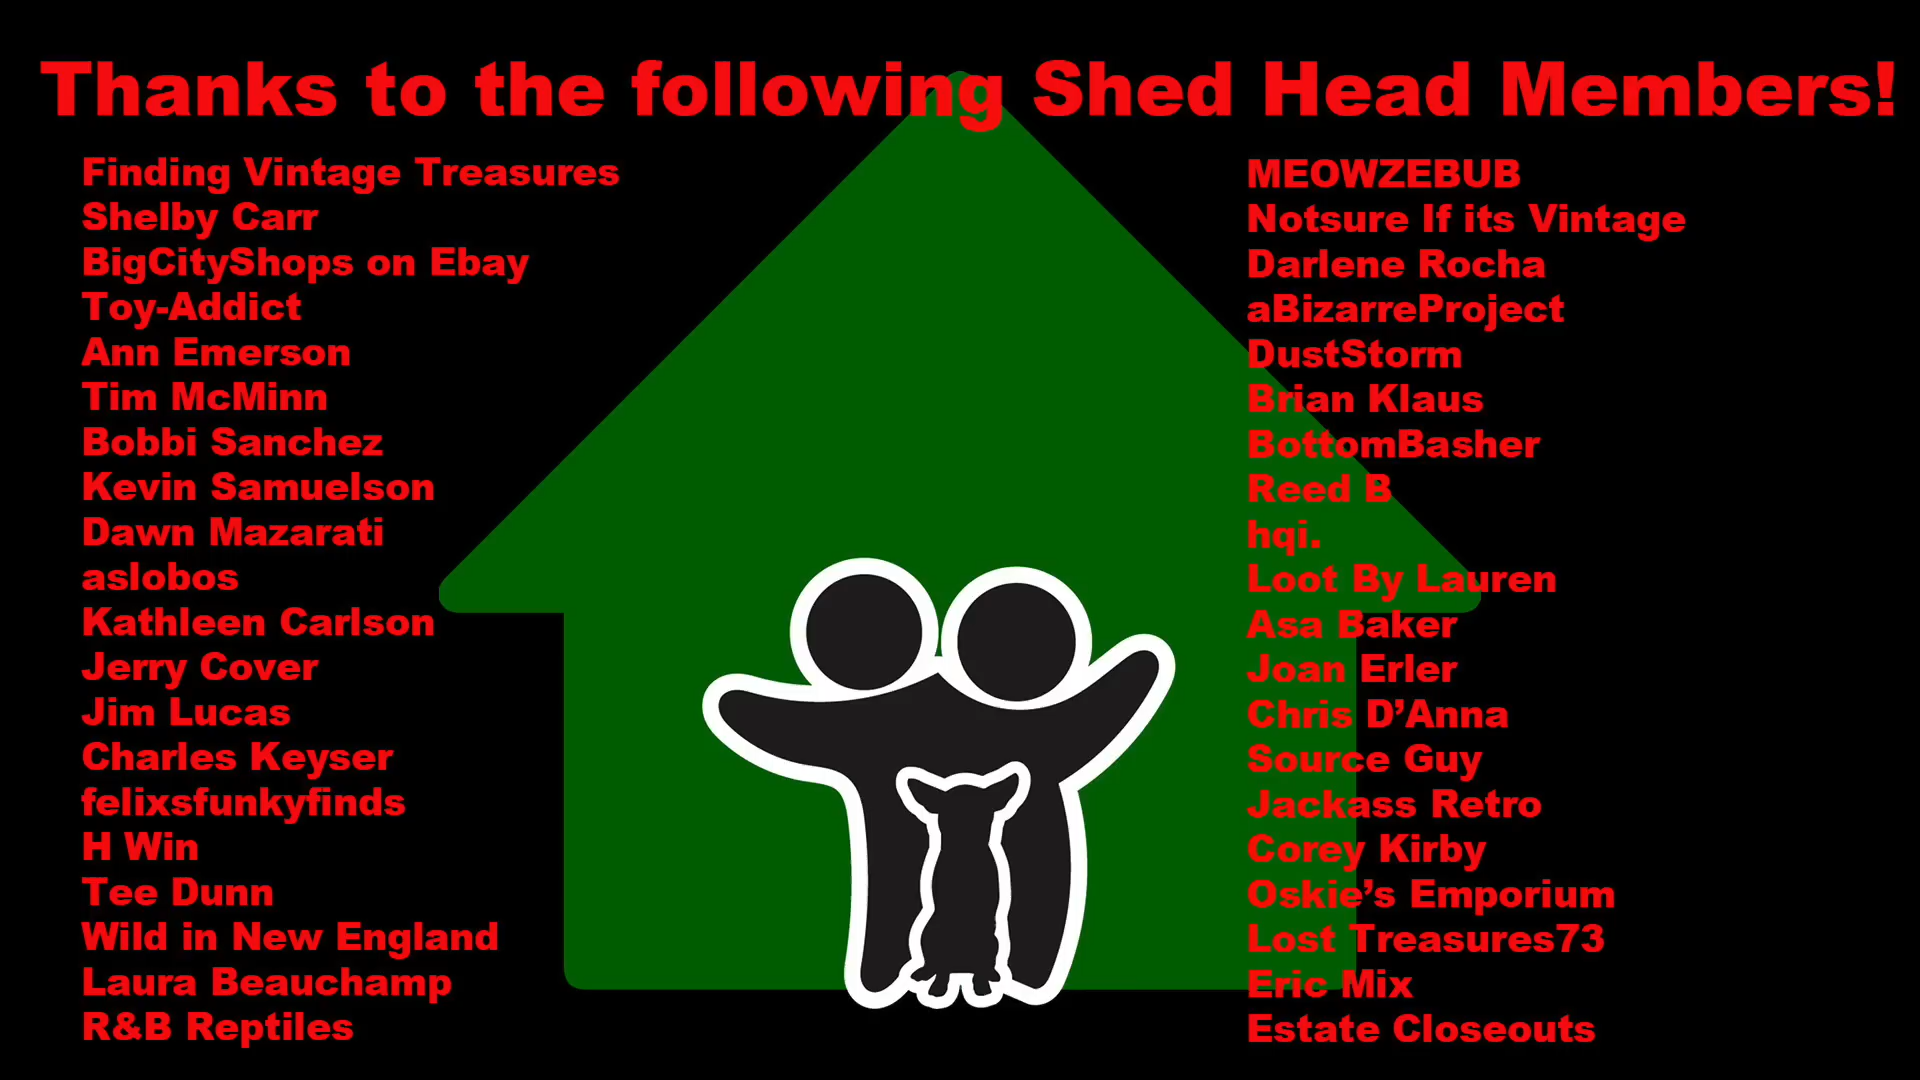 Thanks to the following Shed Head Members!
Finding Vintage Treasures
Shelby Carr
BigCityShops on Ebay
Toy-Addict
Ann Emerson
Tim McMinn
Bobbi Sanchez
Kevin Samuelson
Dawn Mazarati
aslobos
Kathleen Carlson
Jerry Cover
Jim Lucas
Charles Keyser
felixsfunkyfinds
H Win
Tee Dunn
Wild in New England
Laura Beauchamp
R&B Reptiles
MEOWZEBUB
Notsure If its Vintage
Darlene Rocha
aBizarreProject
DustStorm
Brian Klaus
BottomBasher
Reed B
hqi.
Loot By Lauren
Asa Baker
Joan Erler
Chris D’Anna
Source Guy
Jackass Retro
Corey Kirby
Oskie’s Emporium
Lost Treasures73
Eric Mix
Estate Closeouts